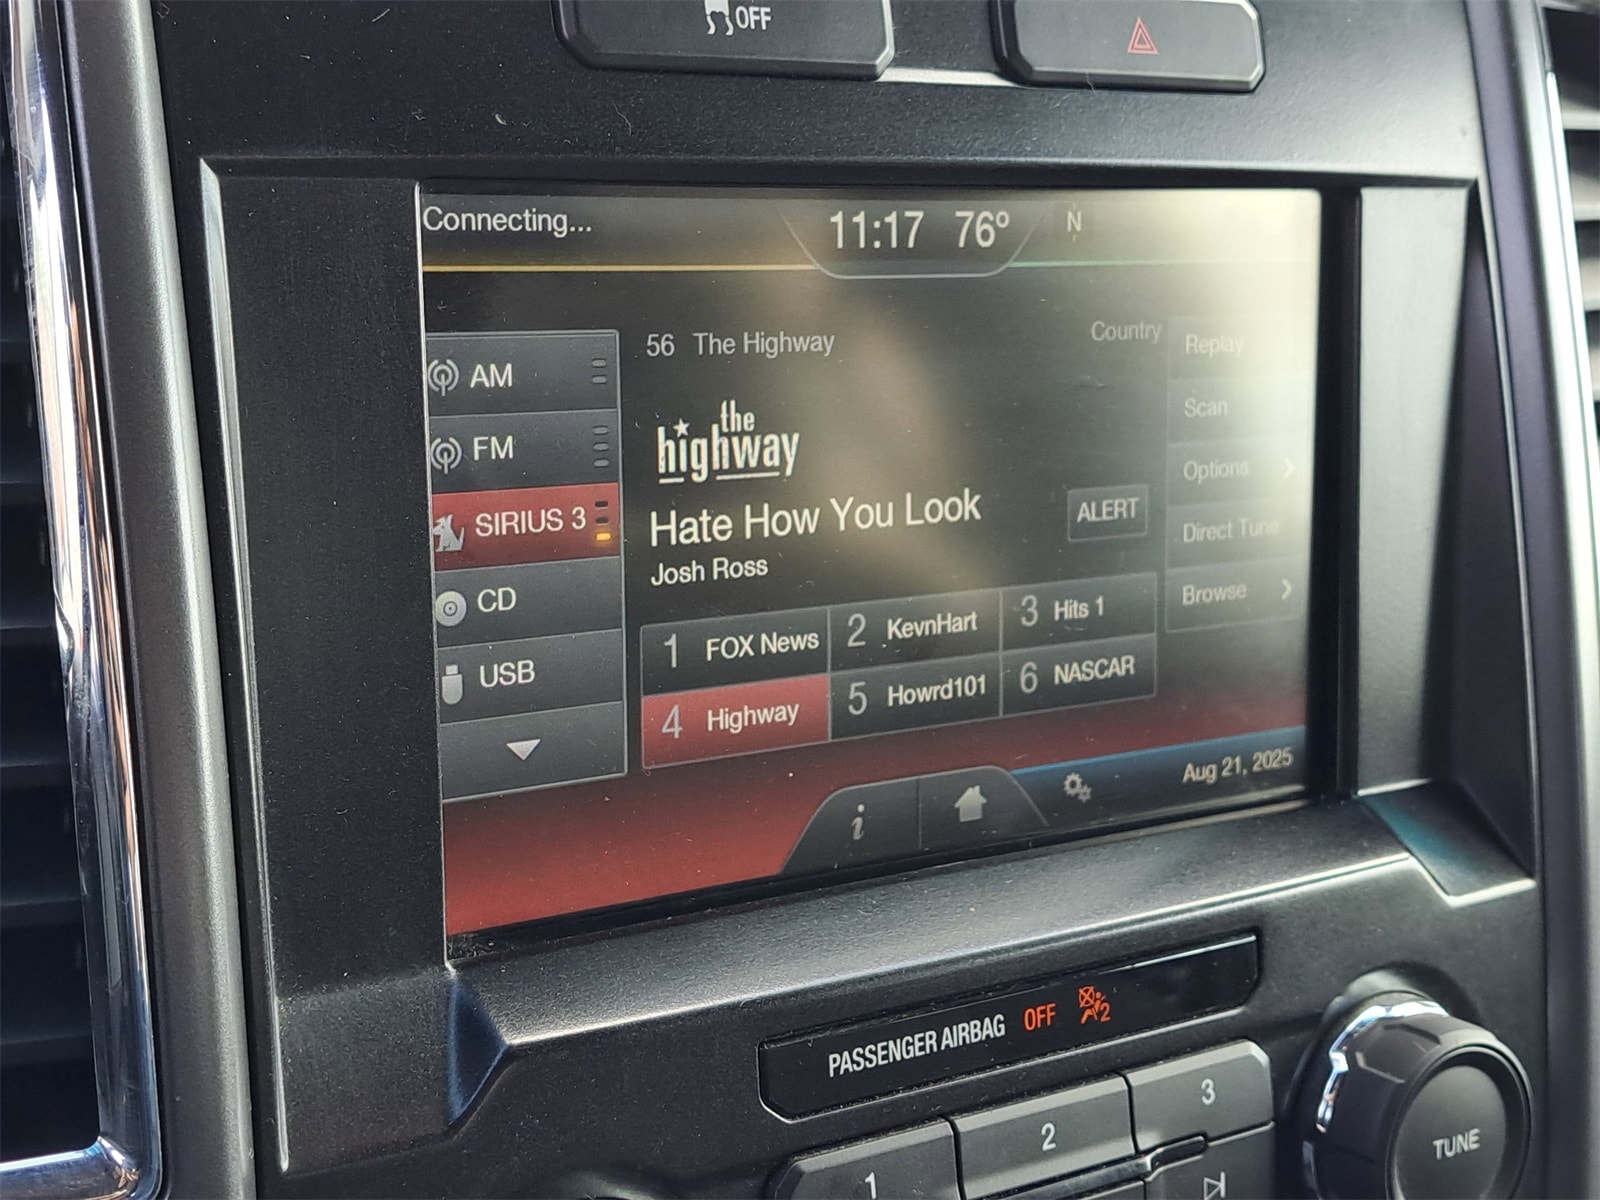 OFF
Connecting...
11:17 76º
N
56 The Highway
Country
Replay
AM
Scan
the
highway
FM
Options
SIRIUS 3
Hate How You Look
ALERT
Direct Tune
Josh Ross
CD
Browse
1 FOX News
2 KevnHart
3 Hits 1
USB
4 Highway
5 Howrd101
6 NASCAR
i
Aug 21, 2025
PASSENGER AIRBAG OFF 2
1
2
3
TUNE